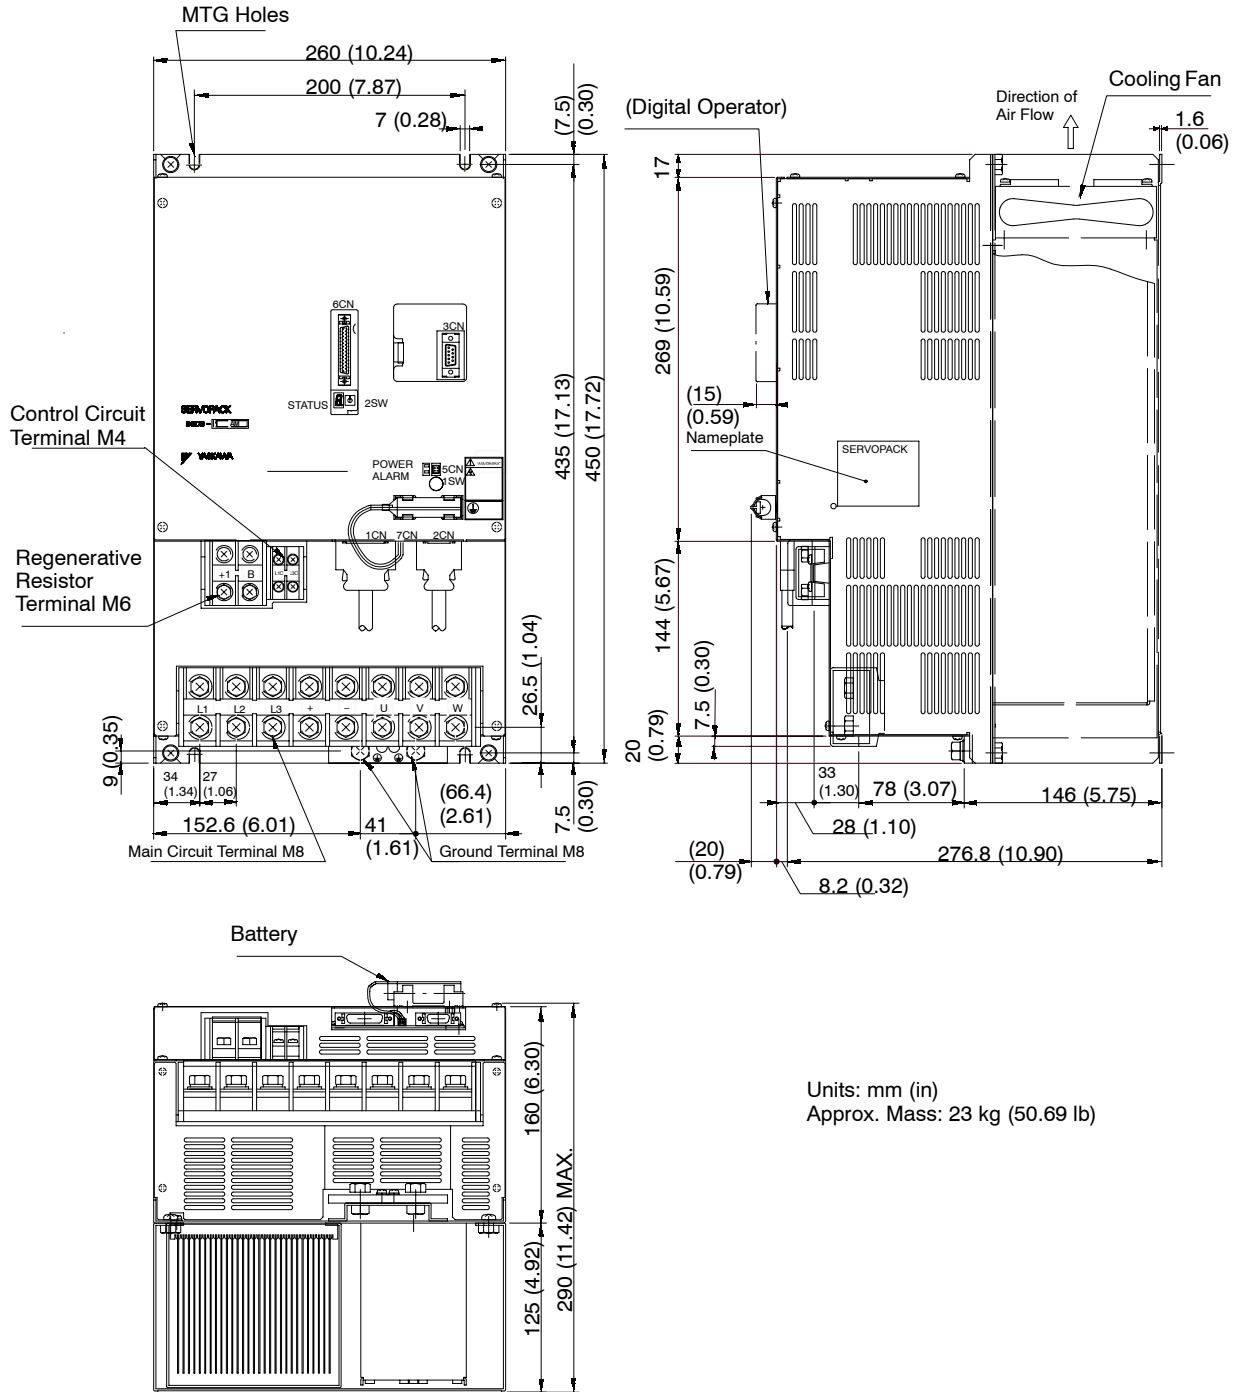 MTG Holes
260 (10.24)
200 (7.87)
7 (0.28)
(7.5)
(0.30)
(Digital Operator)
Direction of
Air Flow
Cooling Fan
1.6
(0.06)
17
6CN
3CN
STATUS
2SW
SERVOPACK
YASKAWA
Control Circuit
Terminal M4
POWER
ALARM
5CN
1SW
1CN
7CN
2CN
435 (17.13)
450 (17.72)
269 (10.59)
(15)
(0.59)
Nameplate
SERVOPACK
Regenerative
Resistor
Terminal M6
+1
B
144 (5.67)
7.5 (0.30)
26.5 (1.04)
L1
L2
L3
+
−
U
V
W
9 (0.35)
20
(0.79)
34
(1.34)
27
(1.06)
(66.4)
(2.61)
7.5
(0.30)
152.6 (6.01)
41
(1.61)
Main Circuit Terminal M8
Ground Terminal M8
33
(1.30)
78 (3.07)
146 (5.75)
28 (1.10)
(20)
(0.79)
276.8 (10.90)
8.2 (0.32)
Battery
160 (6.30)
125 (4.92)
290 (11.42) MAX.
Units: mm (in)
Approx. Mass: 23 kg (50.69 lb)